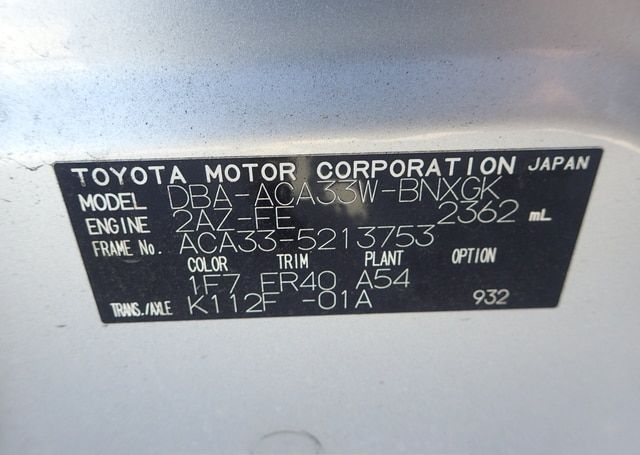 TOYOTA MOTOR CORPORATION JAPAN
MODEL DBA-ACA33W-BNXGK
ENGINE 2AZ-FE 2362 mL
FRAME No. ACA33-5213753
COLOR TRIM PLANT OPTION
1F7 FR40 A54
TRANS./AXLE K112F -01A 932